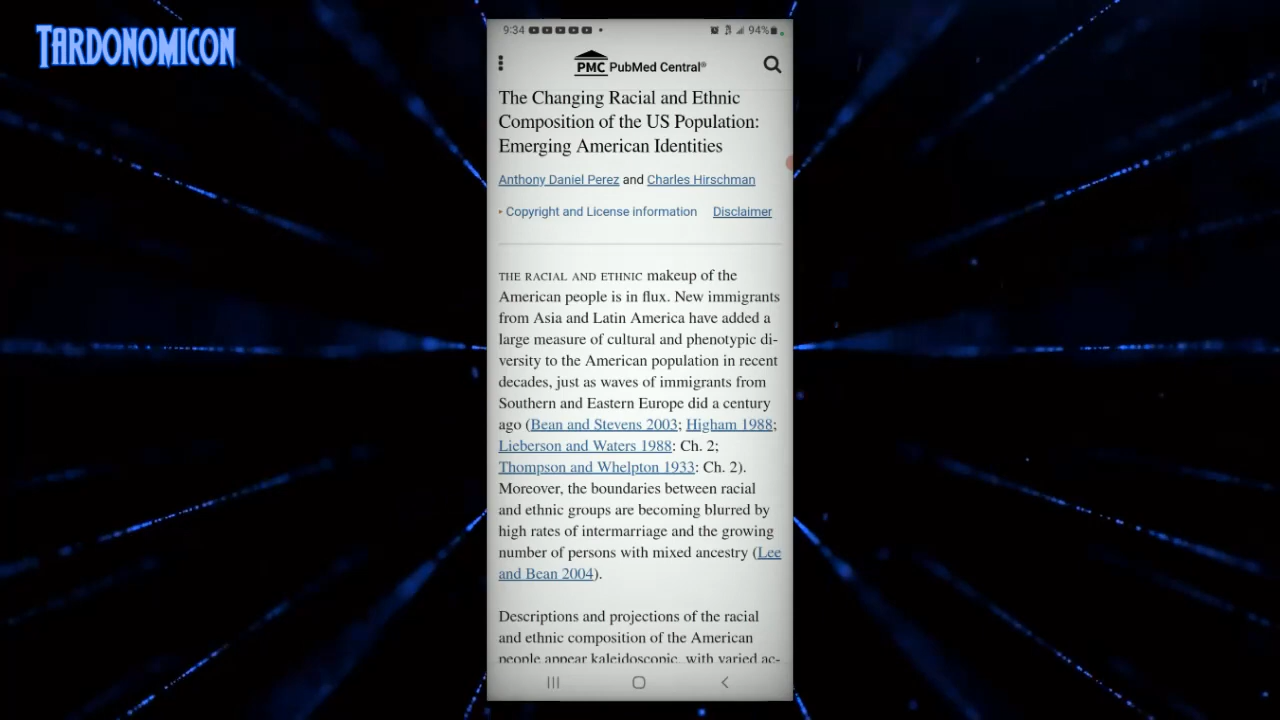 TARDONOMICON
9:34
94%
PMC PubMed Central®
The Changing Racial and Ethnic
Composition of the US Population:
Emerging American Identities
Anthony Daniel Perez and Charles Hirschman
Copyright and License information Disclaimer
THE RACIAL AND ETHNIC makeup of the
American people is in flux. New immigrants
from Asia and Latin America have added a
large measure of cultural and phenotypic di-
versity to the American population in recent
decades, just as waves of immigrants from
Southern and Eastern Europe did a century
ago (Bean and Stevens 2003; Higham 1988;
Lieberson and Waters 1988: Ch. 2;
Thompson and Whelpton 1933: Ch. 2).
Moreover, the boundaries between racial
and ethnic groups are becoming blurred by
high rates of intermarriage and the growing
number of persons with mixed ancestry (Lee
and Bean 2004).
Descriptions and projections of the racial
and ethnic composition of the American
people appear kaleidoscopic, with varied ac-